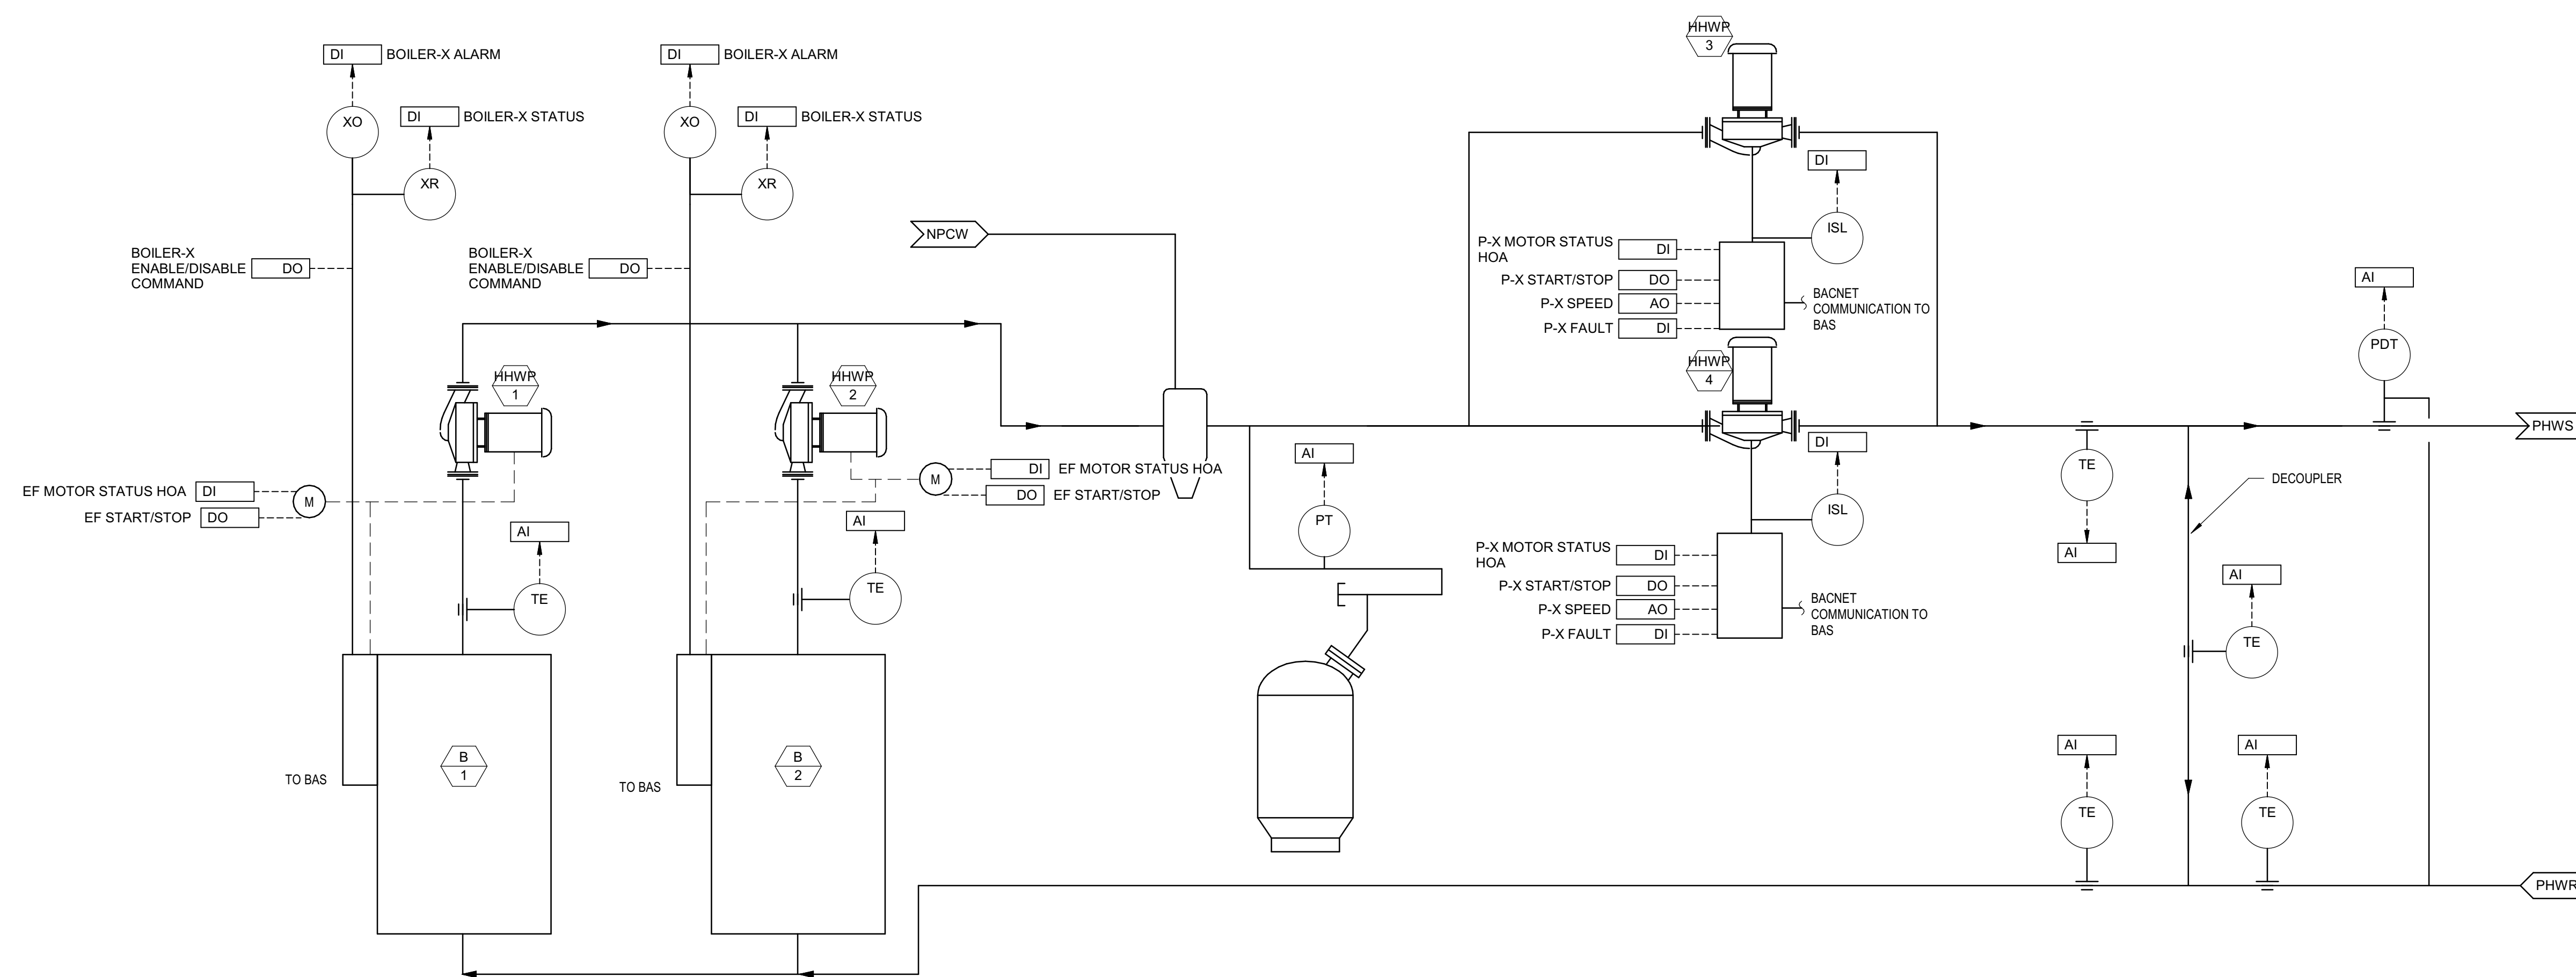 HHWP
3
DI BOILER-X ALARM
DI BOILER-X ALARM
XO
DI BOILER-X STATUS
XO
DI BOILER-X STATUS
XR
XR
DI
ISL
NPCW
P-X MOTOR STATUS
HOA
DI
P-X START/STOP DO
P-X SPEED AO
P-X FAULT DI
BACNET
COMMUNICATION TO
BAS
BOILER-X
ENABLE/DISABLE
COMMAND
DO
BOILER-X
ENABLE/DISABLE
COMMAND
DO
AI
PDT
HHWP
1
HHWP
2
HHWP
4
PHWS
DI
AI
PT
TE
AI
DECOUPLER
DI EF MOTOR STATUS HOA
DO EF START/STOP
M
EF MOTOR STATUS HOA DI
EF START/STOP DO
M
AI
TE
AI
TE
ISL
P-X MOTOR STATUS
HOA
DI
P-X START/STOP DO
P-X SPEED AO
P-X FAULT DI
BACNET
COMMUNICATION TO
BAS
AI
TE
AI
TE
AI
TE
B
1
B
2
TO BAS
TO BAS
PHWR